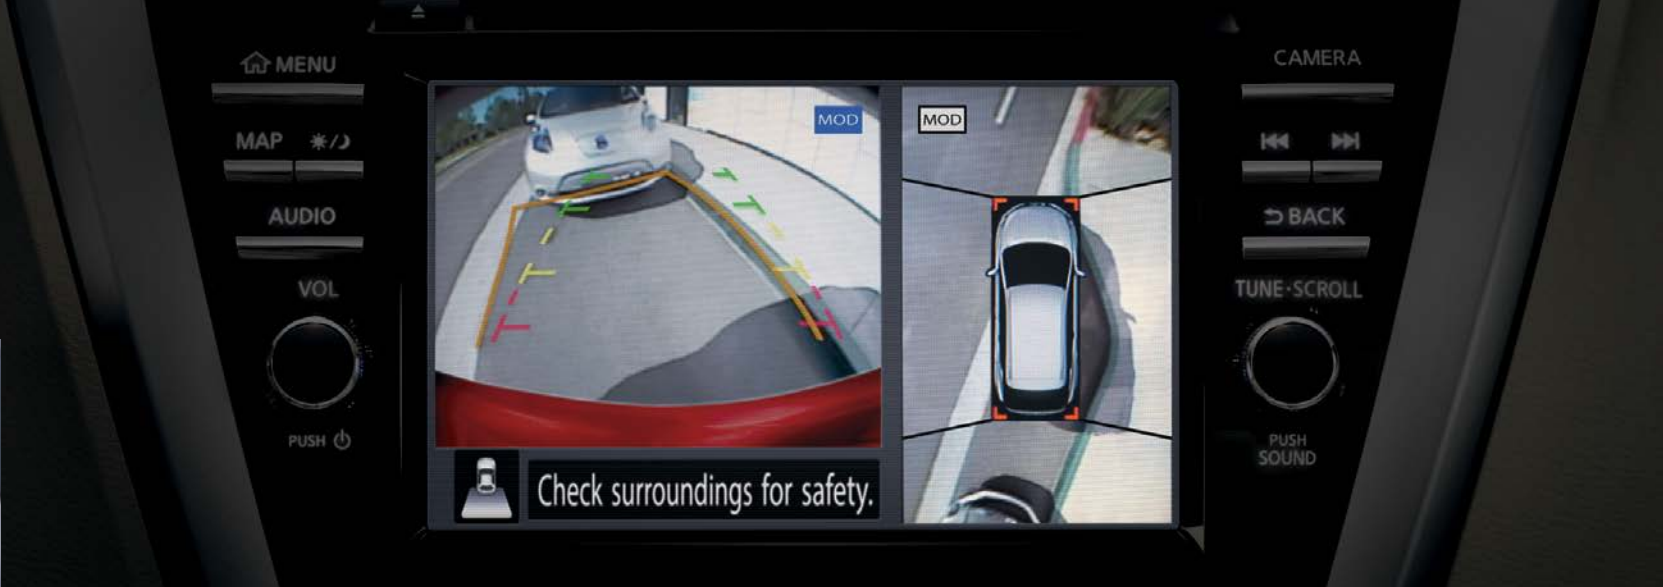 MENU
MAP
AUDIO
VOL
PUSH
MOD
MOD
Check surroundings for safety.
CAMERA
BACK
TUNE·SCROLL
PUSH
SOUND